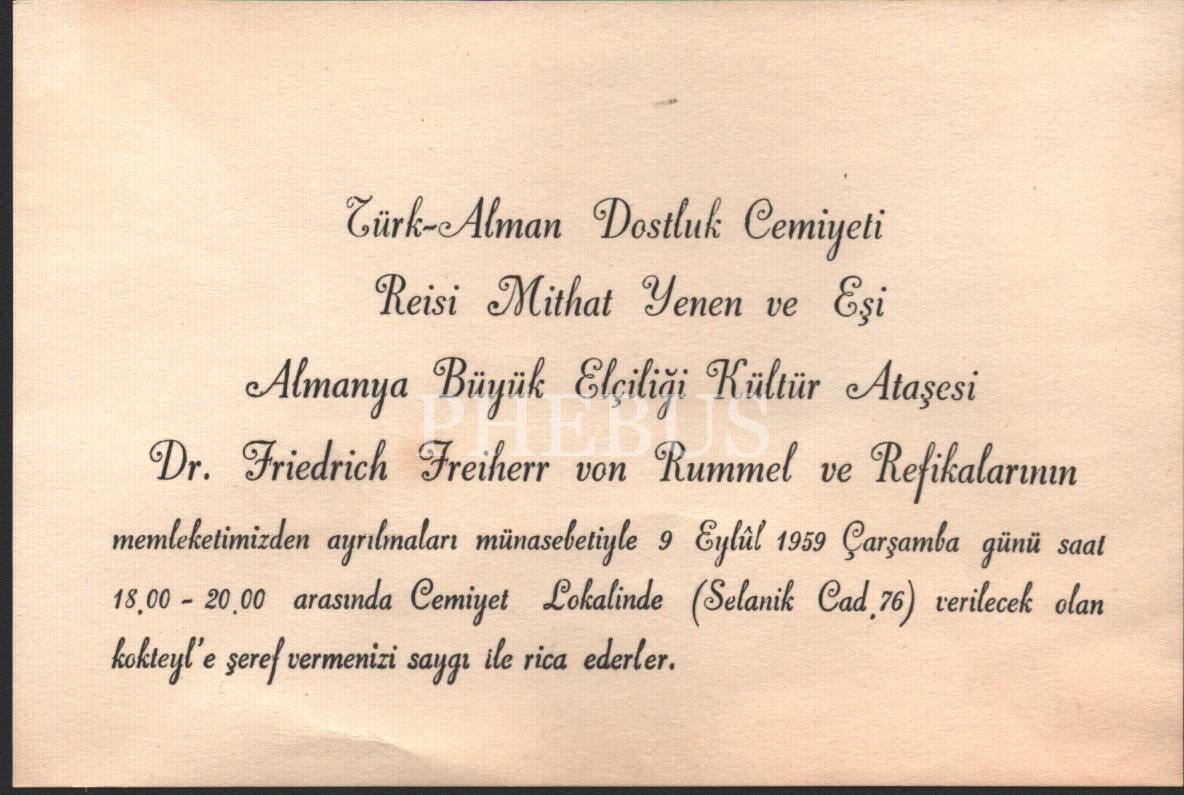 Türk-Alman Dostluk Cemiyeti
Reisi Mithat Yenen ve Eşi
Almanya Büyük Elçiliği Kültür Ataşesi
PHEBUS
Dr. Friedrich Freiherr von Rummel ve Refikalarının
memleketimizden ayrılmaları münasebetiyle 9 Eylûl 1959 Çarşamba günü saat
18.00 - 20.00 arasında Cemiyet Lokalinde (Selanik Cad.76) verilecek olan
kokteyl'e şeref vermenizi saygı ile rica ederler.